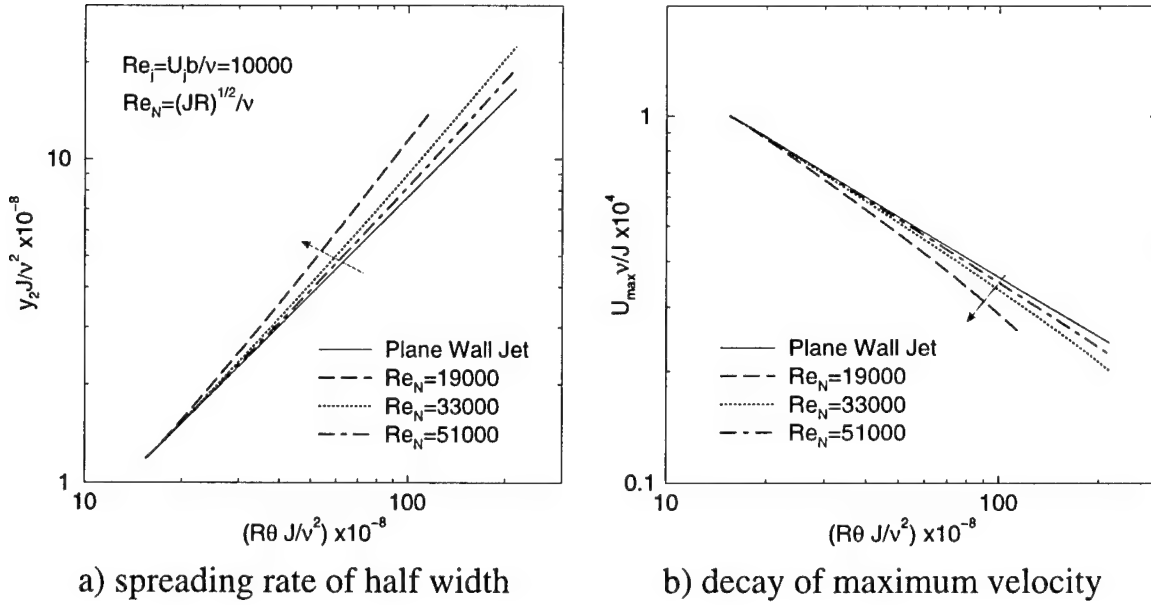 Re_j=U_jb/ν=10000
Re_N=(JR)^1/2/ν
10
1
y_2J/ν^2 x10^-8
Plane Wall Jet
Re_N=19000
Re_N=33000
Re_N=51000
10
100
(Rθ J/ν^2) x10^-8
a) spreading rate of half width
1
0.1
U_max ν/J x10^4
Plane Wall Jet
Re_N=19000
Re_N=33000
Re_N=51000
10
100
(Rθ J/ν^2) x10^-8
b) decay of maximum velocity